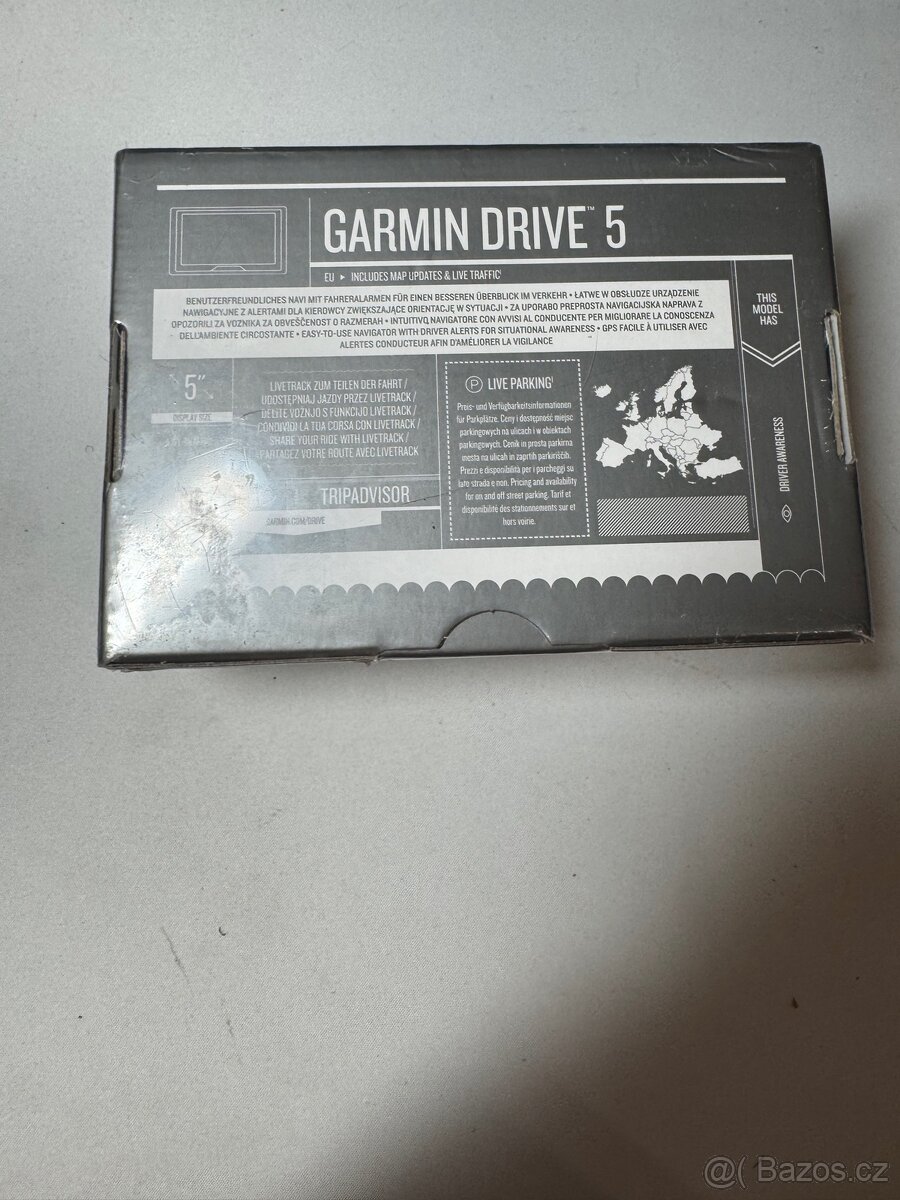 GARMIN DRIVE™ 5
EU ▸ INCLUDES MAP UPDATES & LIVE TRAFFIC¹
BENUTZERFREUNDLICHES NAVI MIT FAHRERALARMEN FÜR EINEN BESSEREN ÜBERBLICK IM VERKEHR • ŁATWE W OBSŁUDZE URZĄDZENIE
NAWIGACYJNE Z ALERTAMI DLA KIEROWCY ZWIĘKSZAJĄCE ORIENTACJĘ W SYTUACJI • ZA UPORABO PREPROSTA NAVIGACIJSKA NAPRAVA Z
OPOZORILI ZA VOZNIKA ZA OBVEŠČENOST O RAZMERAH • INTUITIVO NAVIGATORE CON AVVISI AL CONDUCENTE PER MIGLIORARE LA CONOSCENZA
DELL'AMBIENTE CIRCOSTANTE • EASY-TO-USE NAVIGATOR WITH DRIVER ALERTS FOR SITUATIONAL AWARENESS • GPS FACILE À UTILISER AVEC
ALERTES CONDUCTEUR AFIN D'AMÉLIORER LA VIGILANCE
THIS
MODEL
HAS
5"
DISPLAY SIZE
LIVETRACK ZUM TEILEN DER FAHRT /
UDOSTĘPNIAJ JAZDY PRZEZ LIVETRACK /
DELITE VOŽNJO S FUNKCIJO LIVETRACK /
CONDIVIDI LA TUA CORSA CON LIVETRACK /
SHARE YOUR RIDE WITH LIVETRACK /
PARTAGEZ VOTRE ROUTE AVEC LIVETRACK
TRIPADVISOR
GARMIN.COM/DRIVE
P LIVE PARKING¹
Preis- und Verfügbarkeitsinformationen
für Parkplätze. Ceny i dostępność miejsc
parkingowych na ulicach i w obiektach
parkingowych. Cenik in prosta parkirna
mesta na ulicah in zaprtih parkiriščih.
Prezzi e disponibilità per i parcheggi su
lato strada e non. Pricing and availability
for on and off street parking. Tarif et
disponibilité des stationnements sur et
hors voirie.
DRIVER AWARENESS
@( Bazos.cz